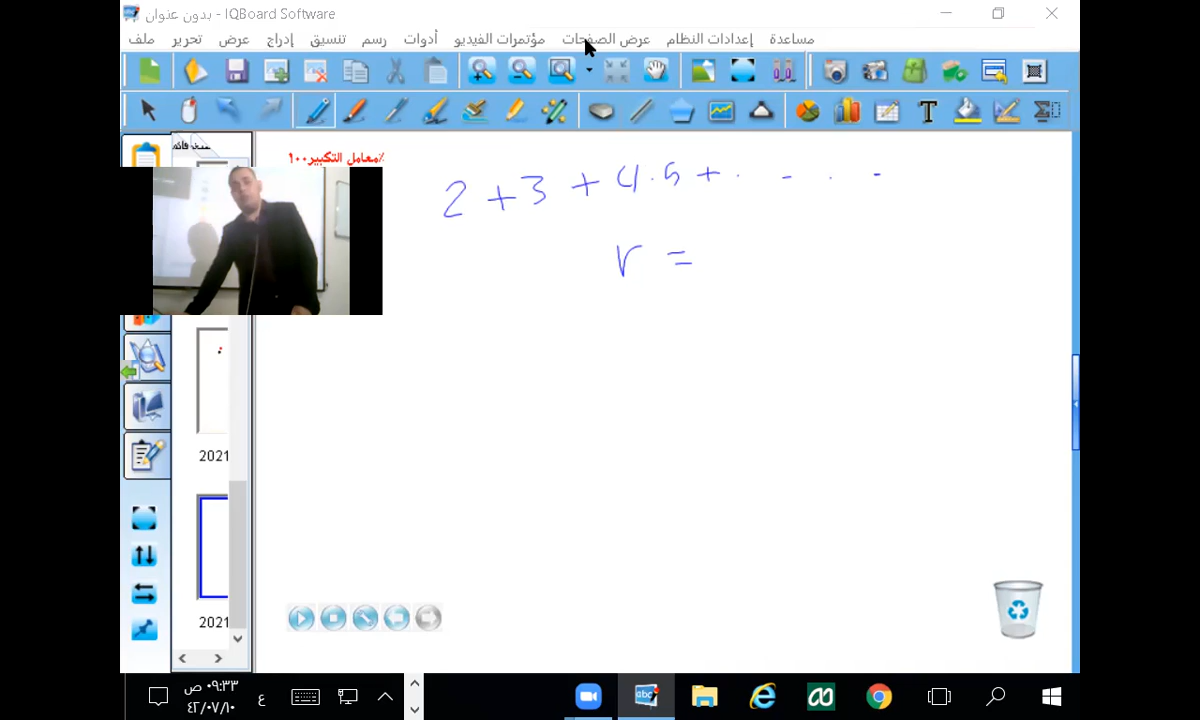 بدون عنوان - IQBoard Software
ملف تحرير عرض إدراج تنسيق رسم أدوات مؤتمرات الفيديو عرض الصفحات إعدادات النظام مساعدة
٪معامل التكبير١٠٠
2 + 3 + 4.5 + . - . -
r =
2021
2021
٠٩:٣٣ ص
٤٢/٠٧/١٠
ع
abc